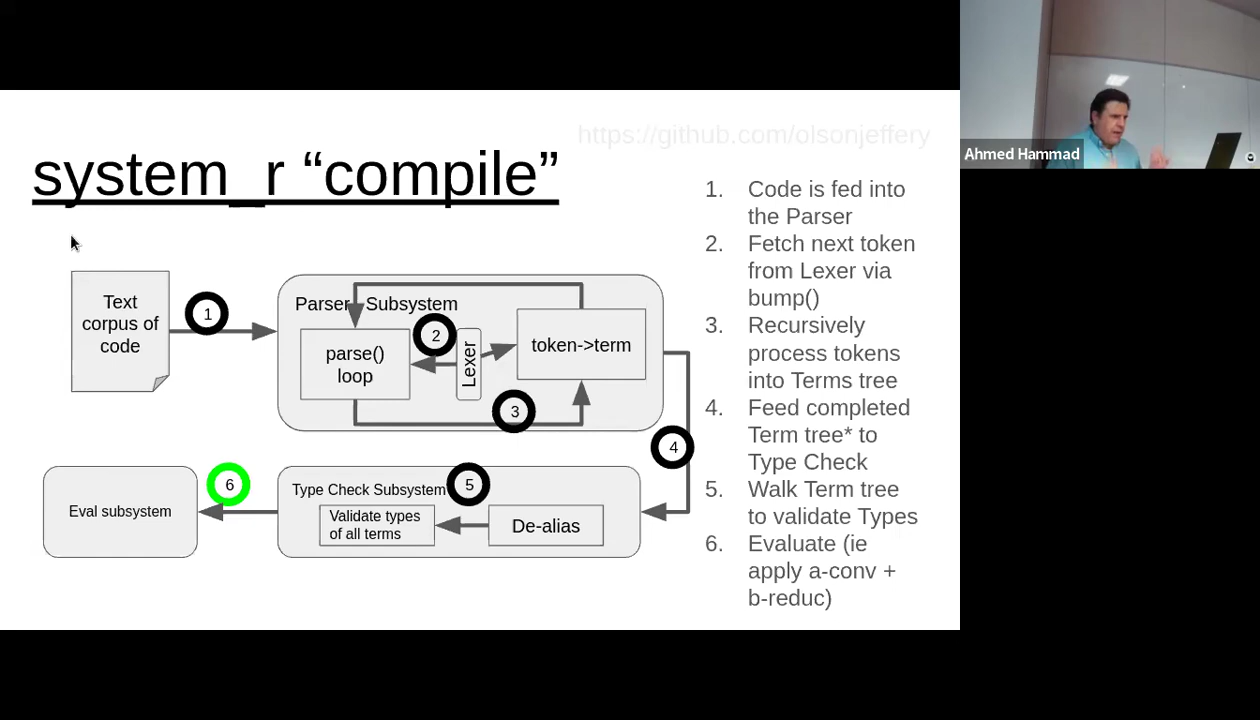 https://github.com/olsonjeffery
system_r “compile”
Text
corpus of
code
1
Parser Subsystem
parse()
loop
2
Lexer
token->term
3
4
Type Check Subsystem
5
Validate types
of all terms
De-alias
6
Eval subsystem
1. Code is fed into
the Parser
2. Fetch next token
from Lexer via
bump()
3. Recursively
process tokens
into Terms tree
4. Feed completed
Term tree* to
Type Check
5. Walk Term tree
to validate Types
6. Evaluate (ie
apply a-conv +
b-reduc)
Ahmed Hammad